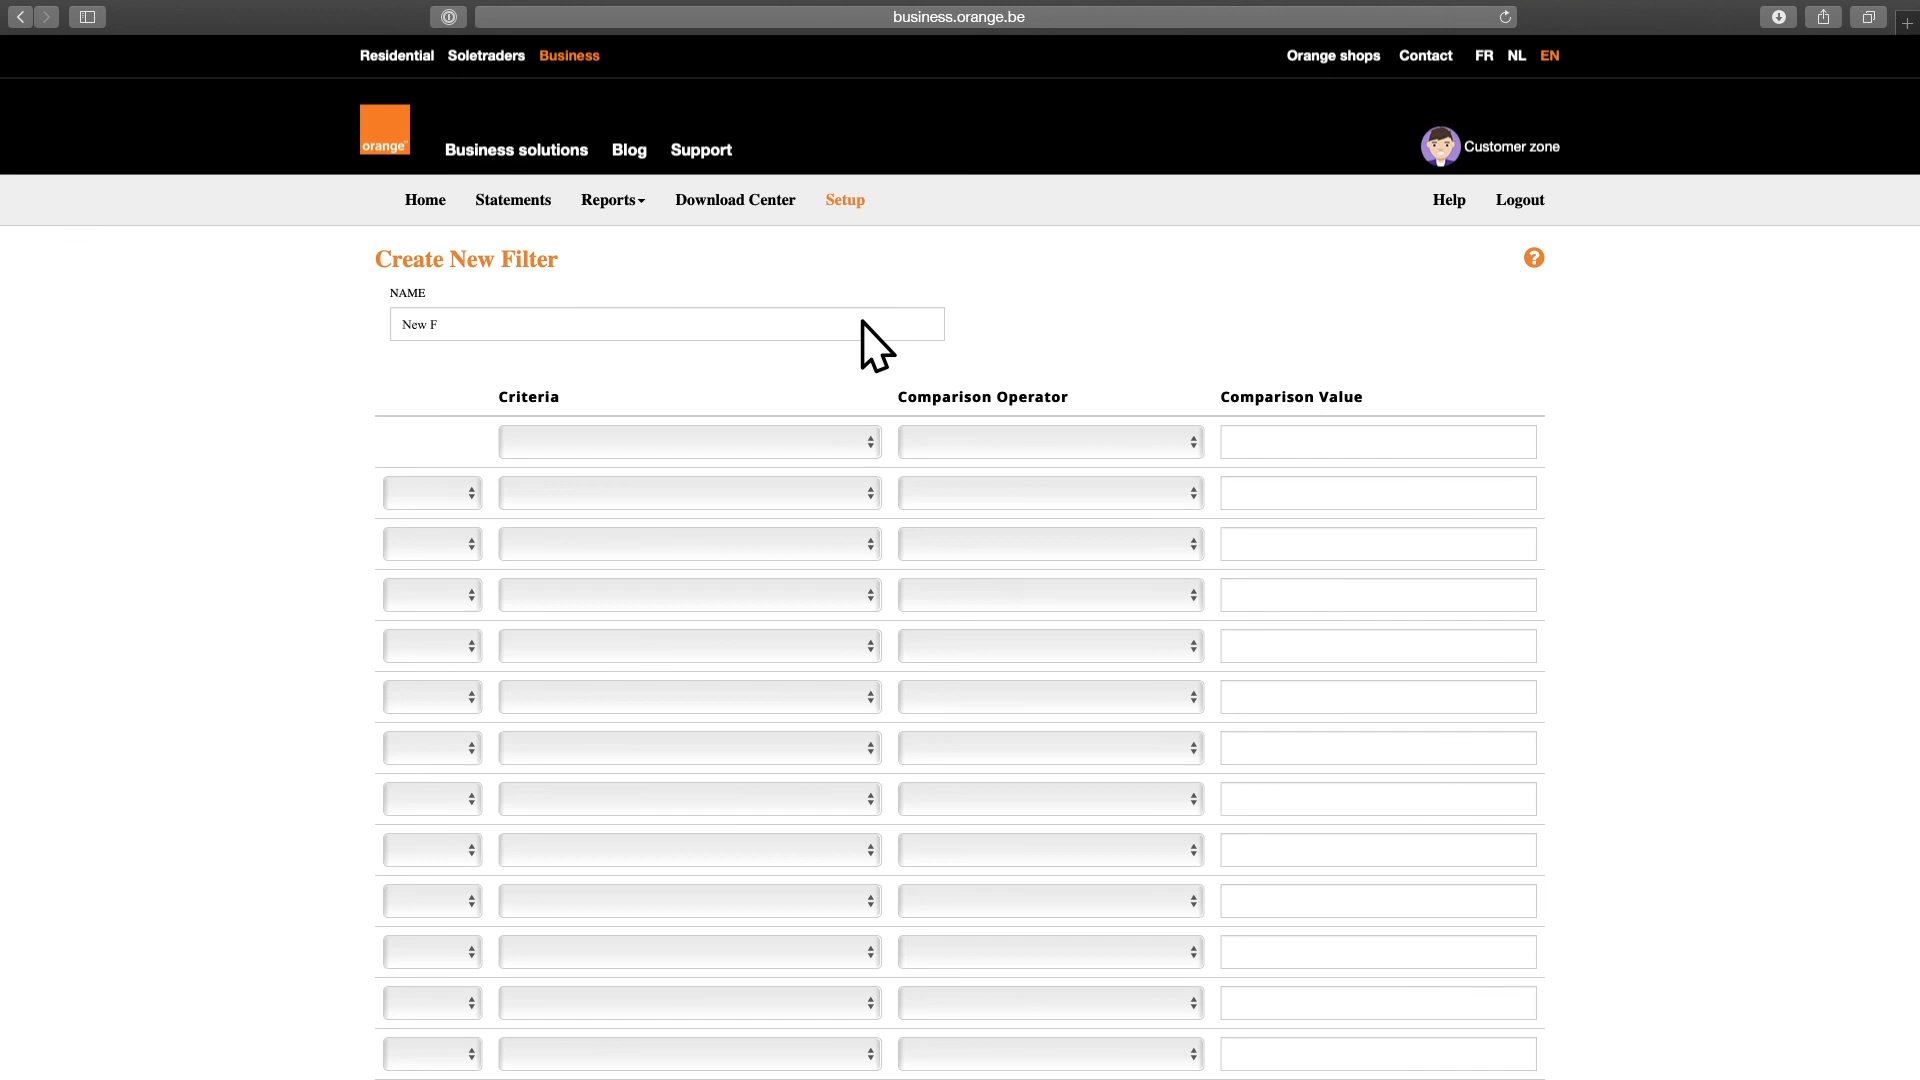 business.orange.be
Residential Soletraders Business Orange shops Contact FR NL EN
orange™
Business solutions Blog Support Customer zone
Home Statements Reports Download Center Setup Help Logout
Create New Filter
?
NAME
New F
Criteria Comparison Operator Comparison Value